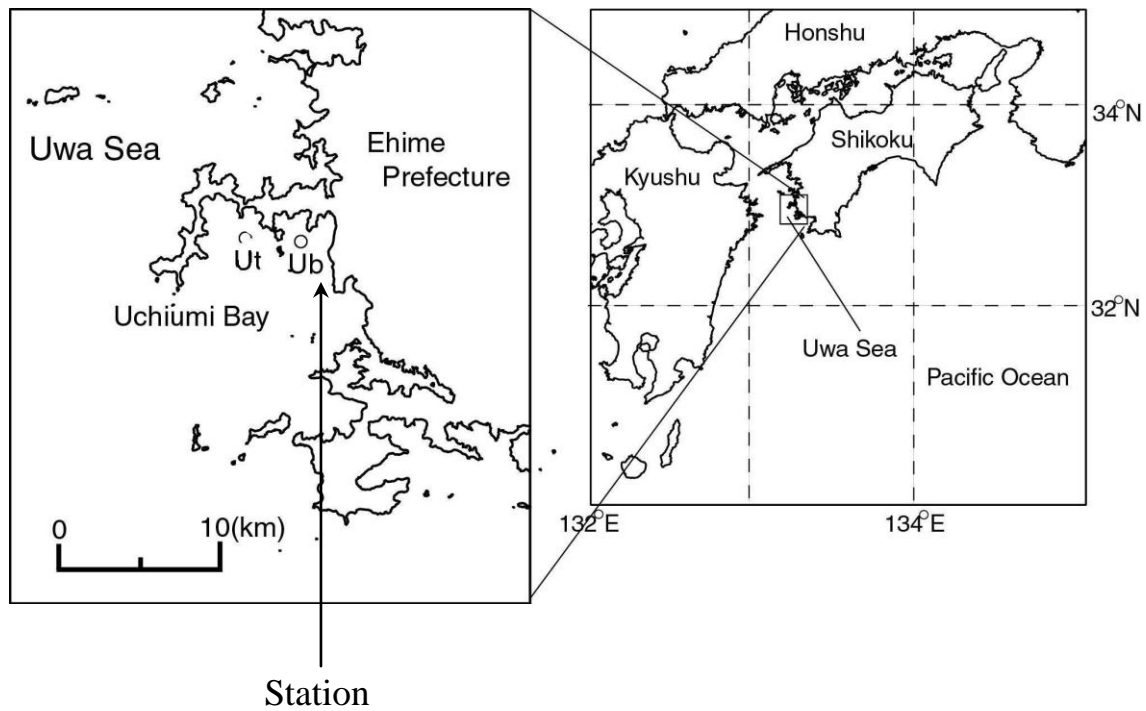 Uwa Sea
Ehime
Prefecture
Ut
Ub
Uchiumi Bay
0
10(km)
Station
Honshu
34°N
Shikoku
Kyushu
32°N
Uwa Sea
Pacific Ocean
132°E
134°E